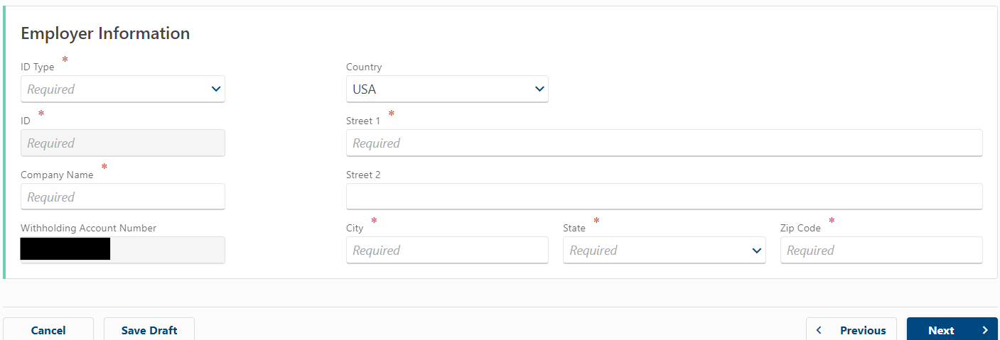 Employer Information
ID Type *
Required
Country
USA
ID *
Required
Street 1 *
Required
Company Name *
Required
Street 2
Withholding Account Number
City *
Required
State *
Required
Zip Code *
Required
Cancel
Save Draft
Previous
Next